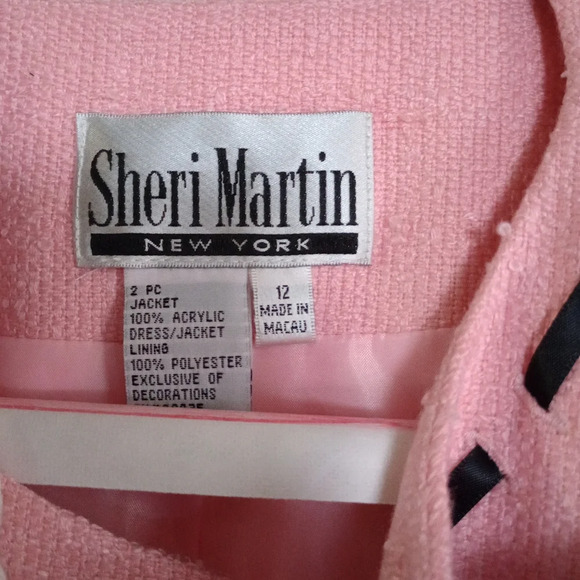 Sheri Martin
NEW YORK
2 PC
JACKET
100% ACRYLIC
DRESS/JACKET
LINING
100% POLYESTER
EXCLUSIVE OF
DECORATIONS
12
MADE IN
MACAU